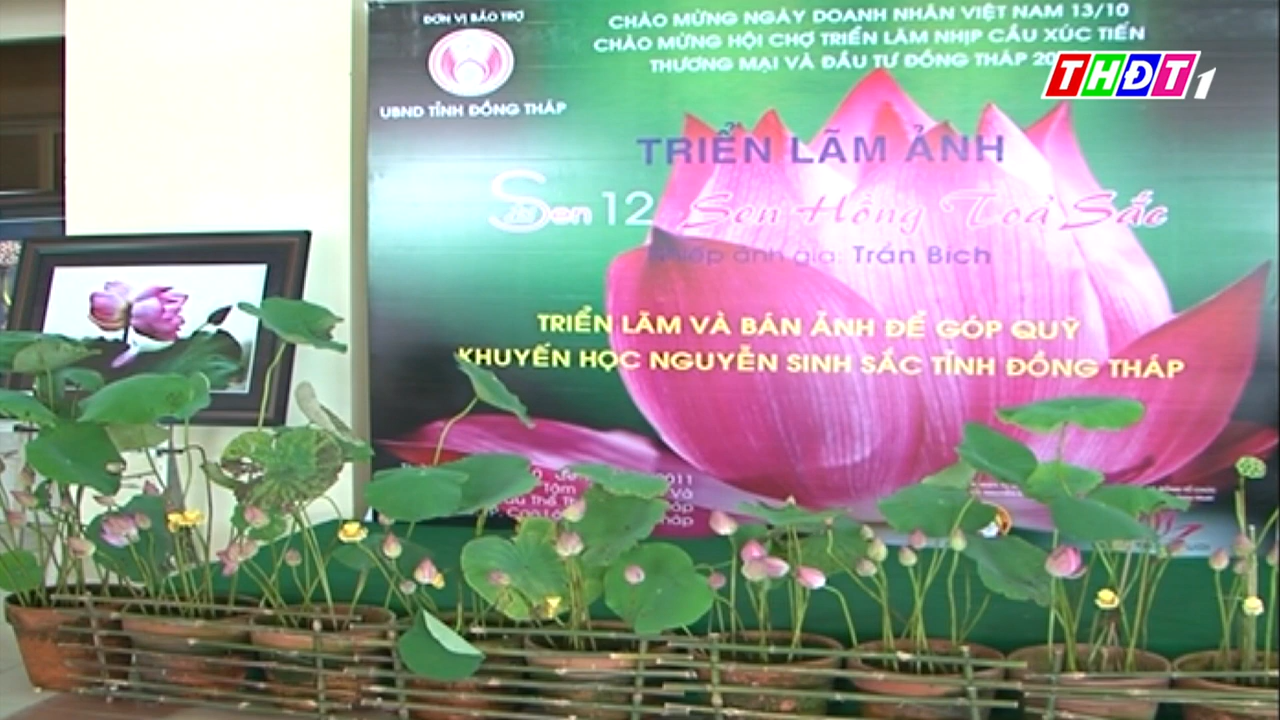 ĐƠN VỊ BẢO TRỢ
UBND TỈNH ĐỒNG THÁP
CHÀO MỪNG NGÀY DOANH NHÂN VIỆT NAM 13/10
CHÀO MỪNG HỘI CHỢ TRIỂN LÃM NHỊP CẦU XÚC TIẾN
THƯƠNG MẠI VÀ ĐẦU TƯ ĐỒNG THÁP
THĐT1
TRIỂN LÃM ẢNH
Sen 12 Sen Hồng Toả Sắc
ảnh gia: Trần Bích
TRIỂN LÃM VÀ BÁN ẢNH ĐỂ GÓP QUỸ
KHUYẾN HỌC NGUYỄN SINH SẮC TỈNH ĐỒNG THÁP